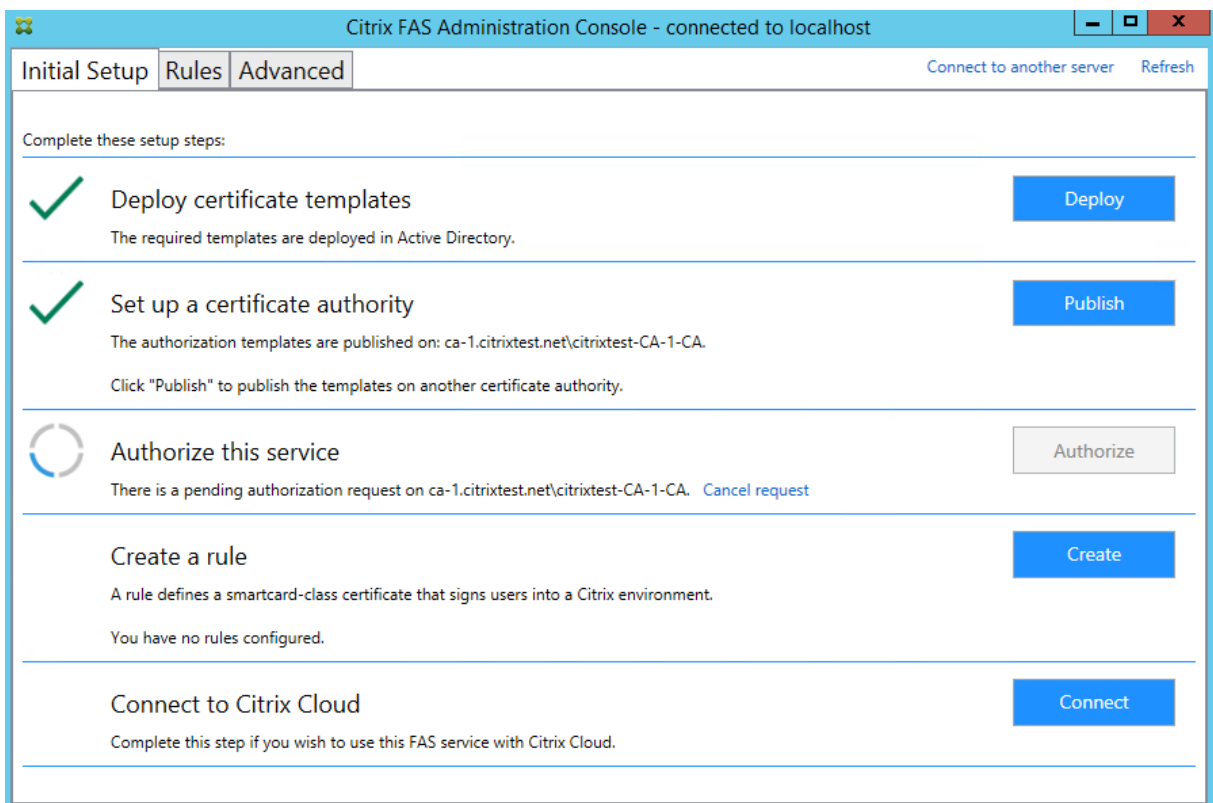 Citrix FAS Administration Console - connected to localhost
Initial Setup Rules Advanced Connect to another server Refresh
Complete these setup steps:
Deploy certificate templates
Deploy
The required templates are deployed in Active Directory.
Set up a certificate authority
Publish
The authorization templates are published on: ca-1.citrixtest.net\citrixtest-CA-1-CA.
Click "Publish" to publish the templates on another certificate authority.
Authorize this service
Authorize
There is a pending authorization request on ca-1.citrixtest.net\citrixtest-CA-1-CA. Cancel request
Create a rule
Create
A rule defines a smartcard-class certificate that signs users into a Citrix environment.
You have no rules configured.
Connect to Citrix Cloud
Connect
Complete this step if you wish to use this FAS service with Citrix Cloud.